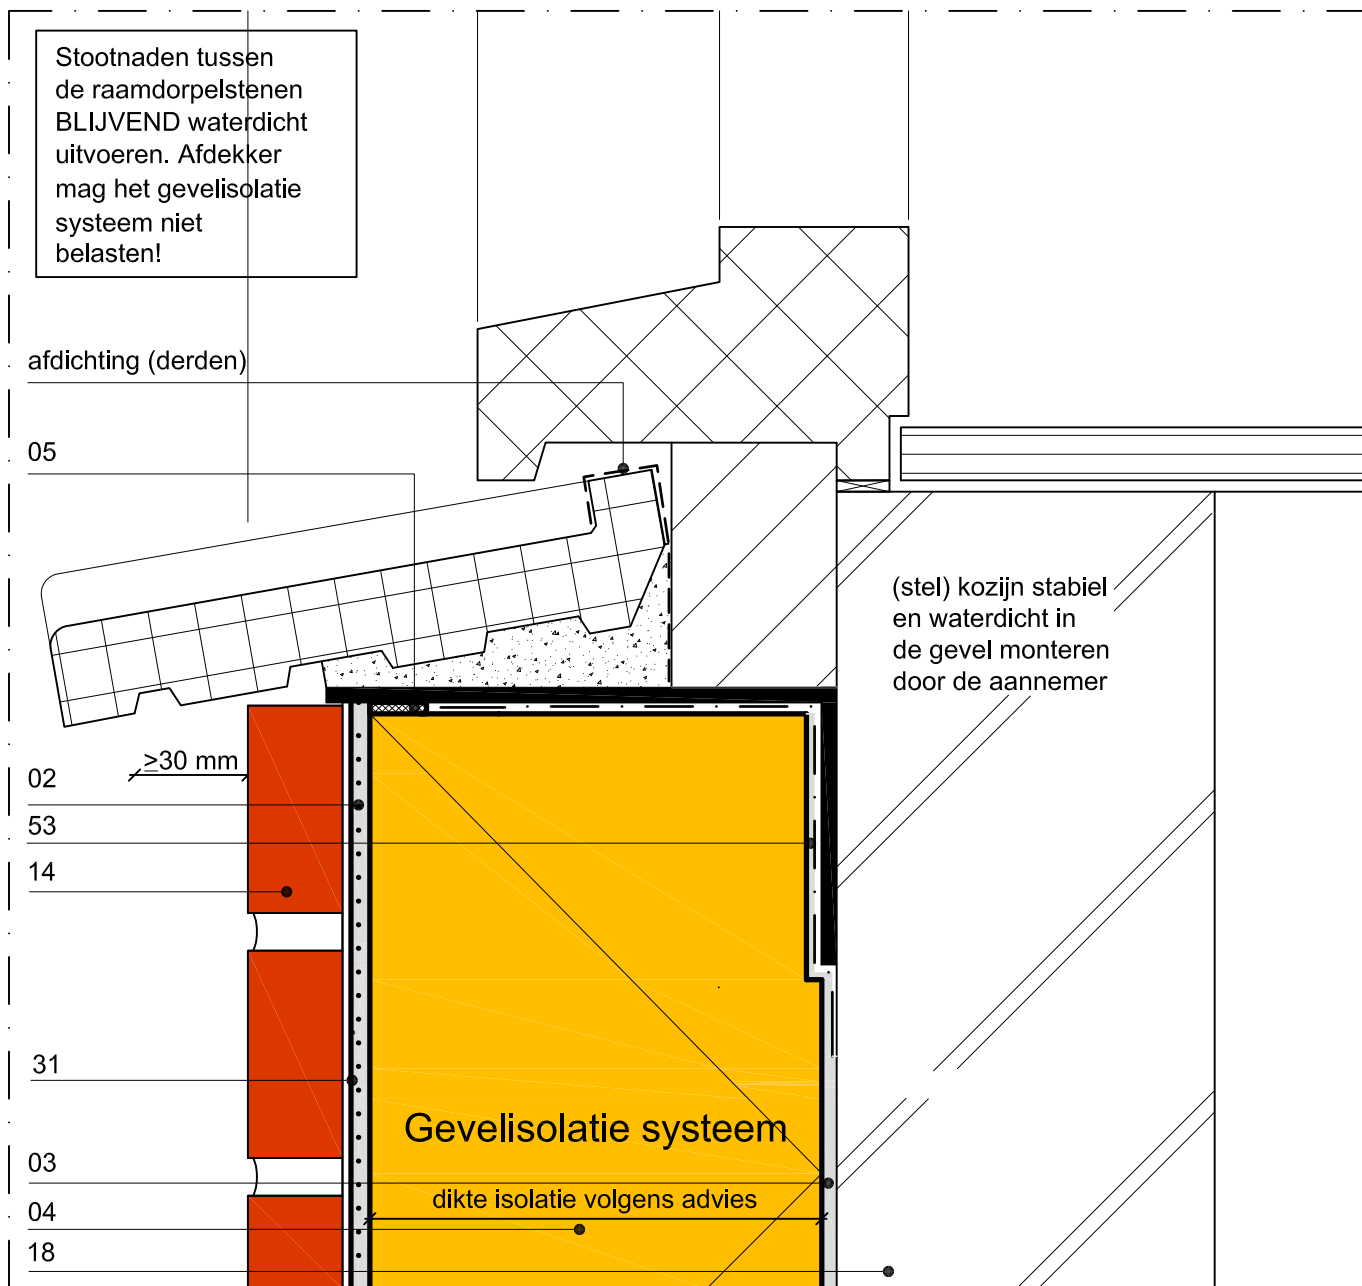 Stootnaden tussen
de raamdorpelstenen
BLIJVEND waterdicht
uitvoeren. Afdekker
mag het gevelisolatie
systeem niet
belasten!
afdichting (derden)
05
(stel) kozijn stabiel
en waterdicht in
de gevel monteren
door de aannemer
≥30 mm
02
53
14
31
Gevelisolatie systeem
03
dikte isolatie volgens advies
04
18